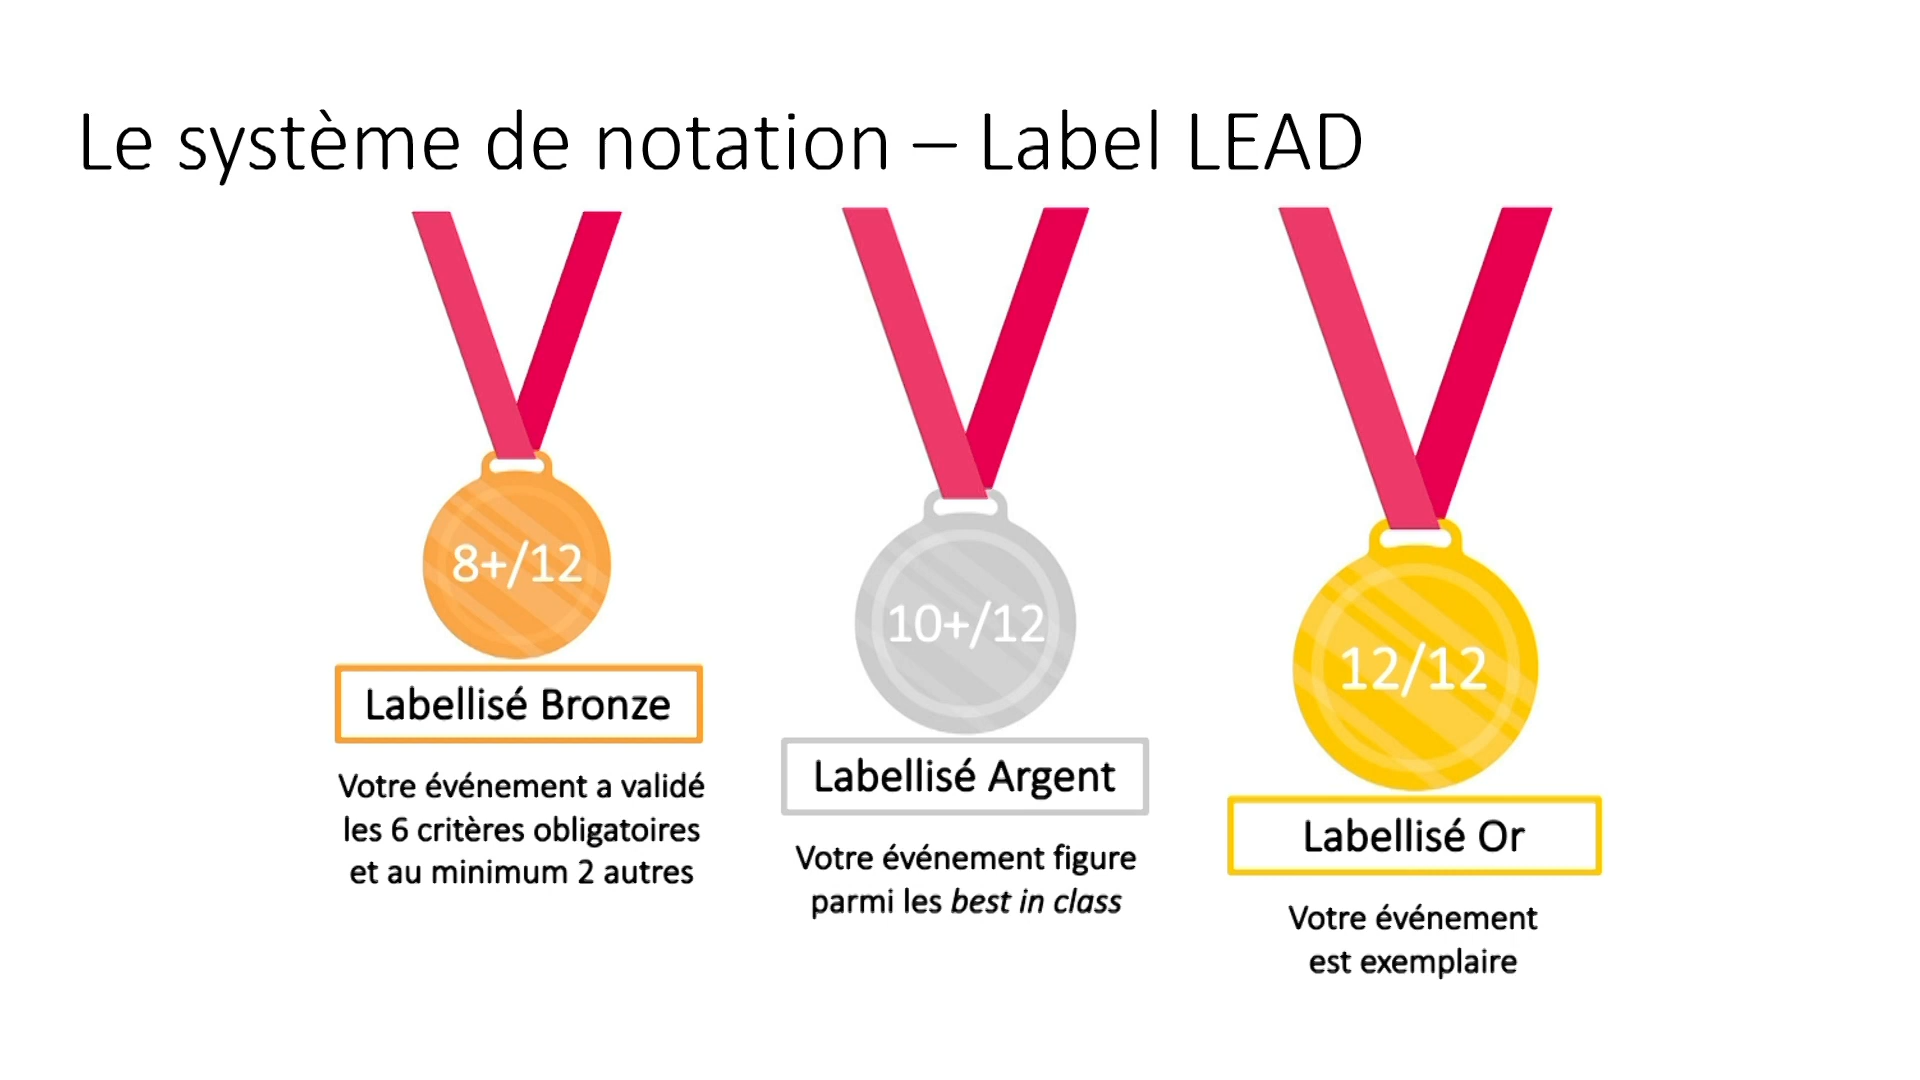 Le système de notation – Label LEAD
8+/12
Labellisé Bronze
Votre événement a validé
les 6 critères obligatoires
et au minimum 2 autres
10+/12
Labellisé Argent
Votre événement figure
parmi les best in class
12/12
Labellisé Or
Votre événement
est exemplaire